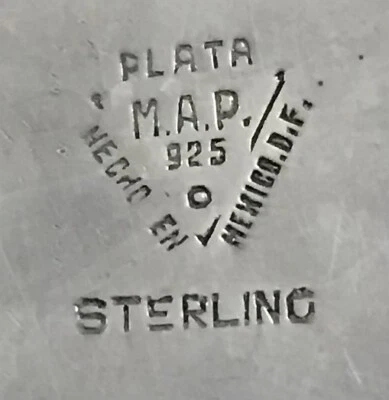 PLATA
M.A.P.
925
HECHO EN
MEXICO.D.F.
STERLING